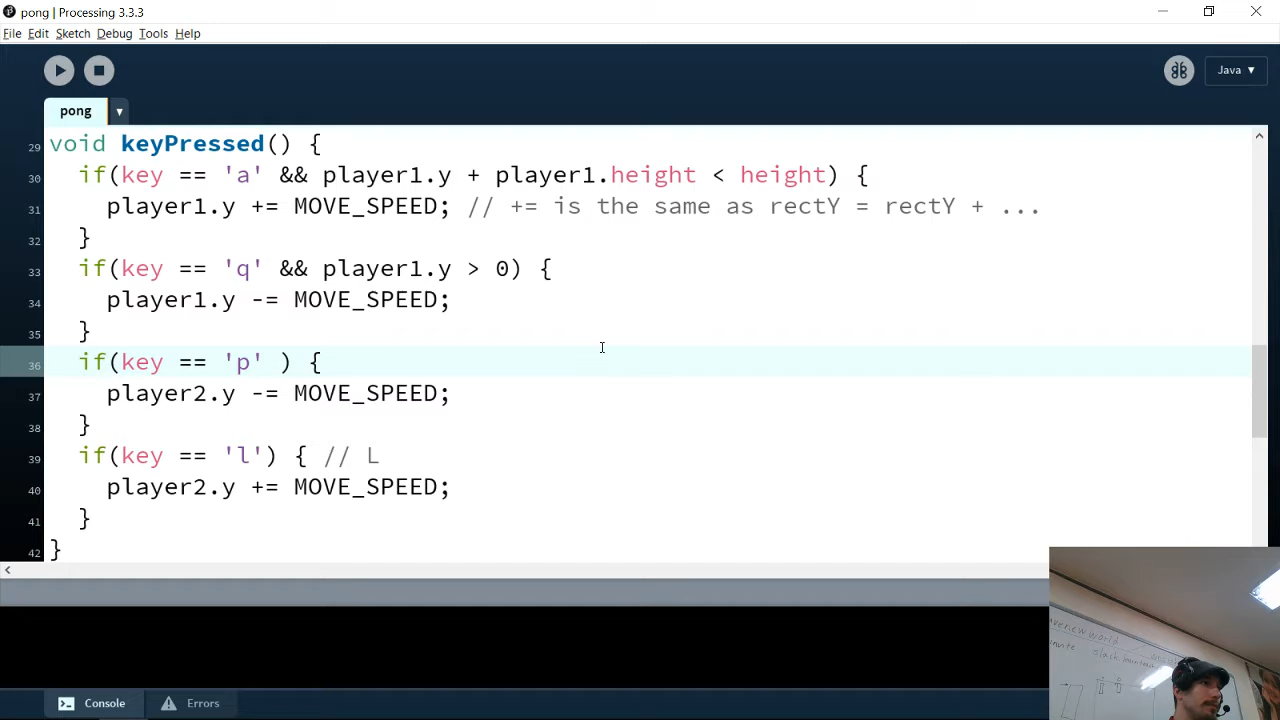 pong | Processing 3.3.3
File Edit Sketch Debug Tools Help
Java ▼
pong ▼
29 void keyPressed() {
30   if(key == 'a' && player1.y + player1.height < height) {
31     player1.y += MOVE_SPEED; // += is the same as rectY = rectY + ...
32   }
33   if(key == 'q' && player1.y > 0) {
34     player1.y -= MOVE_SPEED;
35   }
36   if(key == 'p' ) {
37     player2.y -= MOVE_SPEED;
38   }
39   if(key == 'l') { // L
40     player2.y += MOVE_SPEED;
41   }
42 }
Console Errors